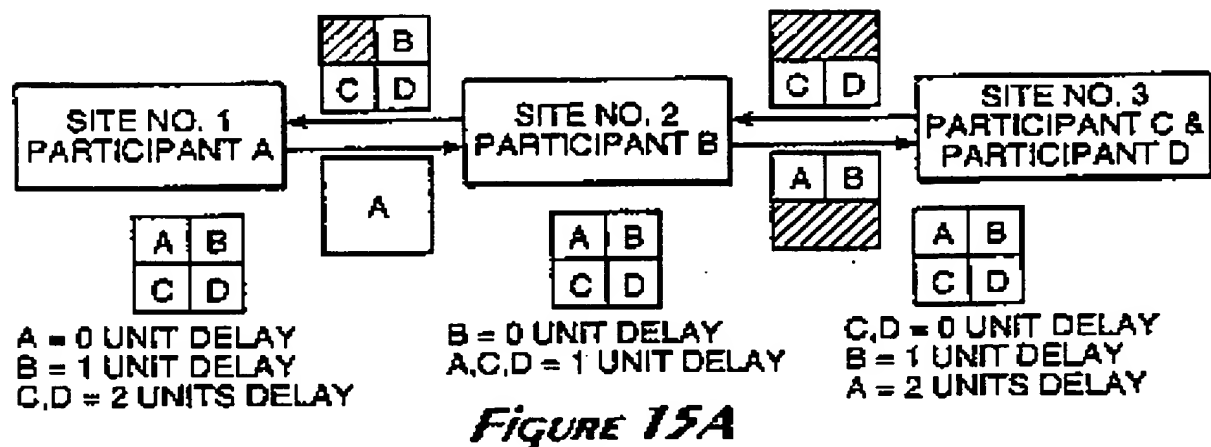 B
C D
C D
SITE NO. 1
PARTICIPANT A
SITE NO. 2
PARTICIPANT B
SITE NO. 3
PARTICIPANT C &
PARTICIPANT D
A
A B
A B
C D
A = 0 UNIT DELAY
B = 1 UNIT DELAY
C,D = 2 UNITS DELAY
A B
C D
B = 0 UNIT DELAY
A,C,D = 1 UNIT DELAY
A B
C D
C,D = 0 UNIT DELAY
B = 1 UNIT DELAY
A = 2 UNITS DELAY
FIGURE 15A